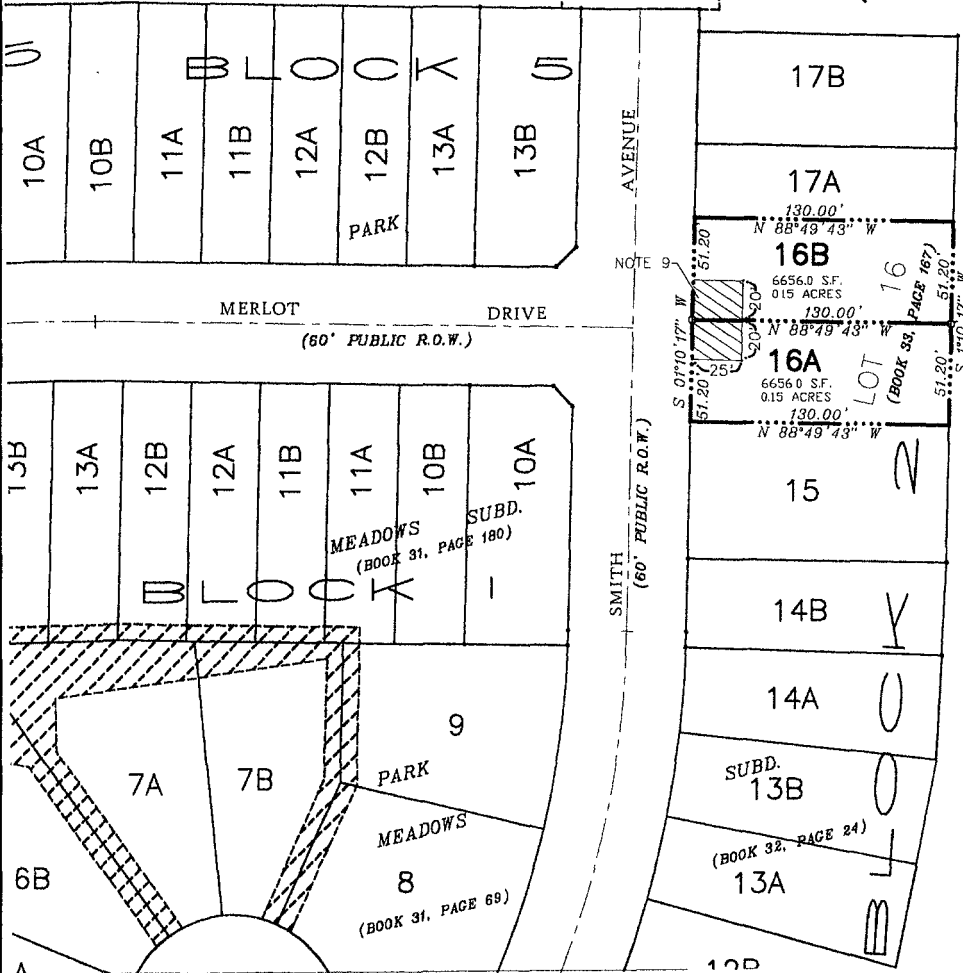 5
BLOCK 5
10A
10B
11A
11B
12A
12B
13A
13B
PARK
AVENUE
17B
17A
130.00'
N 88°49'43" W
51.20'
16B
6656.0 S.F.
0.15 ACRES
51.20'
NOTE 9
20'
130.00'
N 88°49'43" W
20'
25'
S 01°10'17" W
16A
6656.0 S.F.
0.15 ACRES
51.20'
51.20'
130.00'
N 88°49'43" W
LOT 16
(BOOK 33, PAGE 167)
MERLOT DRIVE
(60' PUBLIC R.O.W.)
13B
13A
12B
12A
11B
11A
10B
10A
MEADOWS SUBD.
(BOOK 31, PAGE 180)
BLOCK 1
SMITH
(60' PUBLIC R.O.W.)
15
14B
14A
SUBD.
13B
(BOOK 32, PAGE 24)
13A
12B
BLOCK 2
9
PARK
MEADOWS
8
(BOOK 31, PAGE 69)
7A
7B
6B